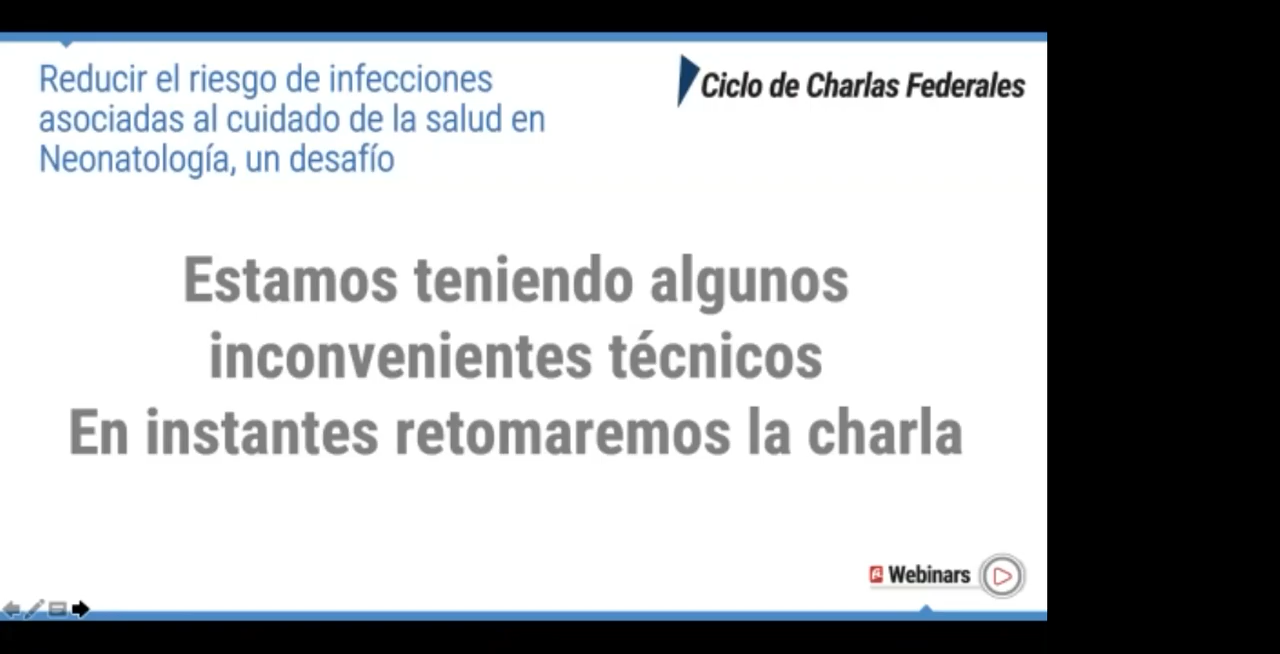 Reducir el riesgo de infecciones
asociadas al cuidado de la salud en
Neonatología, un desafío
Ciclo de Charlas Federales
Estamos teniendo algunos
inconvenientes técnicos
En instantes retomaremos la charla
Webinars